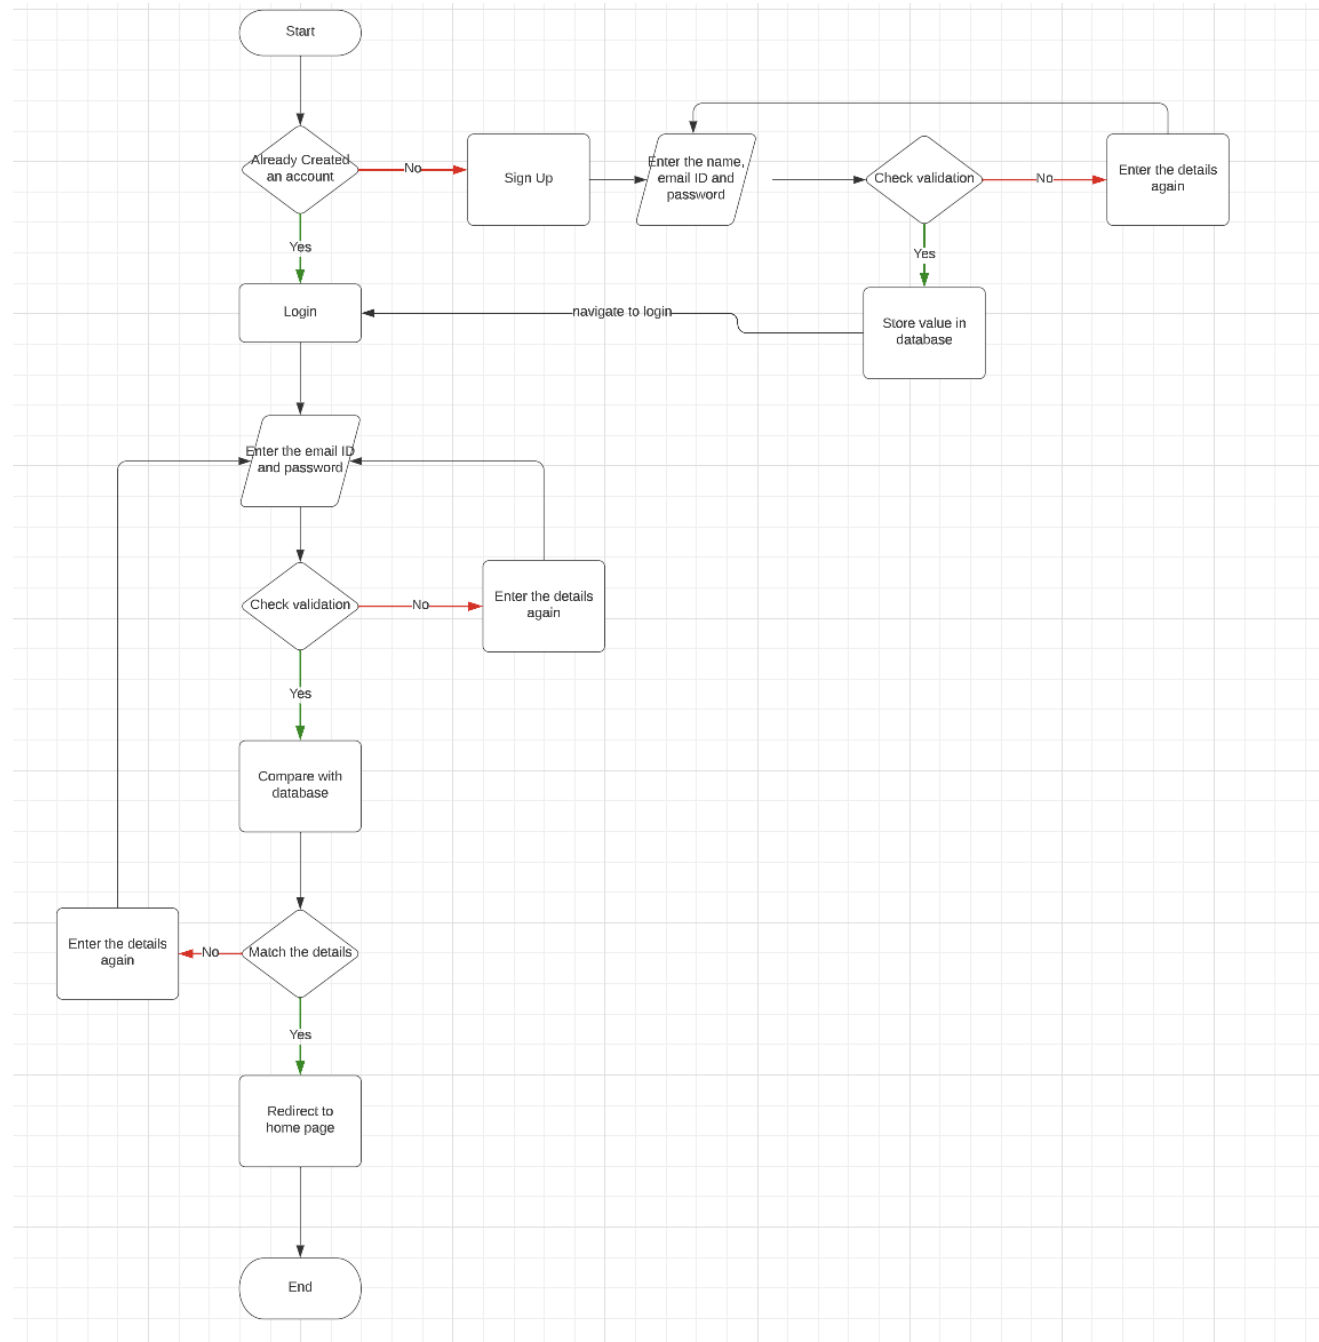 Start
Already Created
an account
No
Sign Up
Enter the name,
email ID and
password
Check validation
No
Enter the details
again
Yes
Yes
Login
navigate to login
Store value in
database
Enter the email ID
and password
Check validation
No
Enter the details
again
Yes
Compare with
database
Enter the details
again
No
Match the details
Yes
Redirect to
home page
End